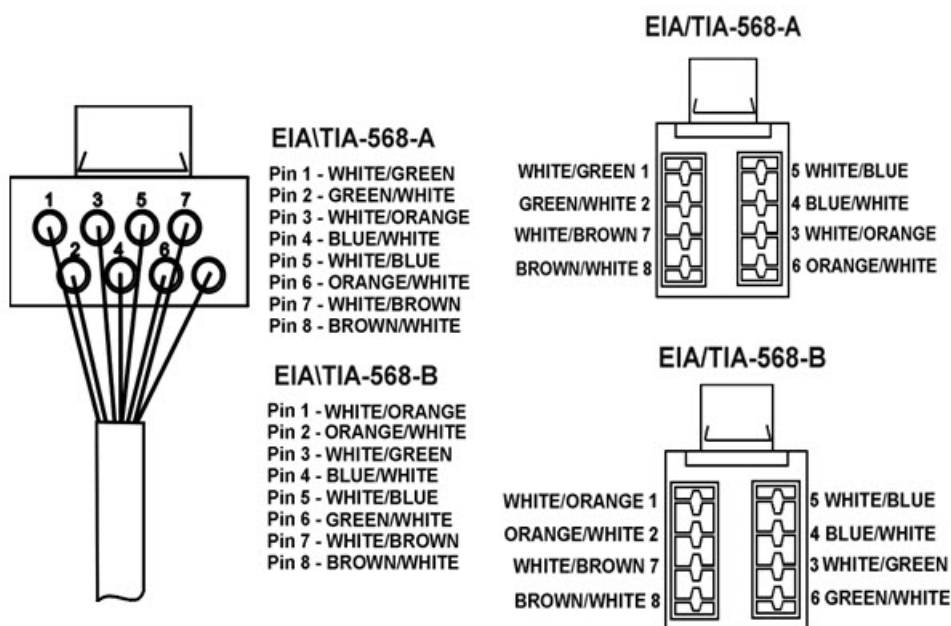 1 3 5 7
2 4 6
EIA\TIA-568-A
Pin 1 - WHITE/GREEN
Pin 2 - GREEN/WHITE
Pin 3 - WHITE/ORANGE
Pin 4 - BLUE/WHITE
Pin 5 - WHITE/BLUE
Pin 6 - ORANGE/WHITE
Pin 7 - WHITE/BROWN
Pin 8 - BROWN/WHITE
EIA\TIA-568-B
Pin 1 - WHITE/ORANGE
Pin 2 - ORANGE/WHITE
Pin 3 - WHITE/GREEN
Pin 4 - BLUE/WHITE
Pin 5 - WHITE/BLUE
Pin 6 - GREEN/WHITE
Pin 7 - WHITE/BROWN
Pin 8 - BROWN/WHITE
EIA/TIA-568-A
WHITE/GREEN 1 5 WHITE/BLUE
GREEN/WHITE 2 4 BLUE/WHITE
WHITE/BROWN 7 3 WHITE/ORANGE
BROWN/WHITE 8 6 ORANGE/WHITE
EIA/TIA-568-B
WHITE/ORANGE 1 5 WHITE/BLUE
ORANGE/WHITE 2 4 BLUE/WHITE
WHITE/BROWN 7 3 WHITE/GREEN
BROWN/WHITE 8 6 GREEN/WHITE